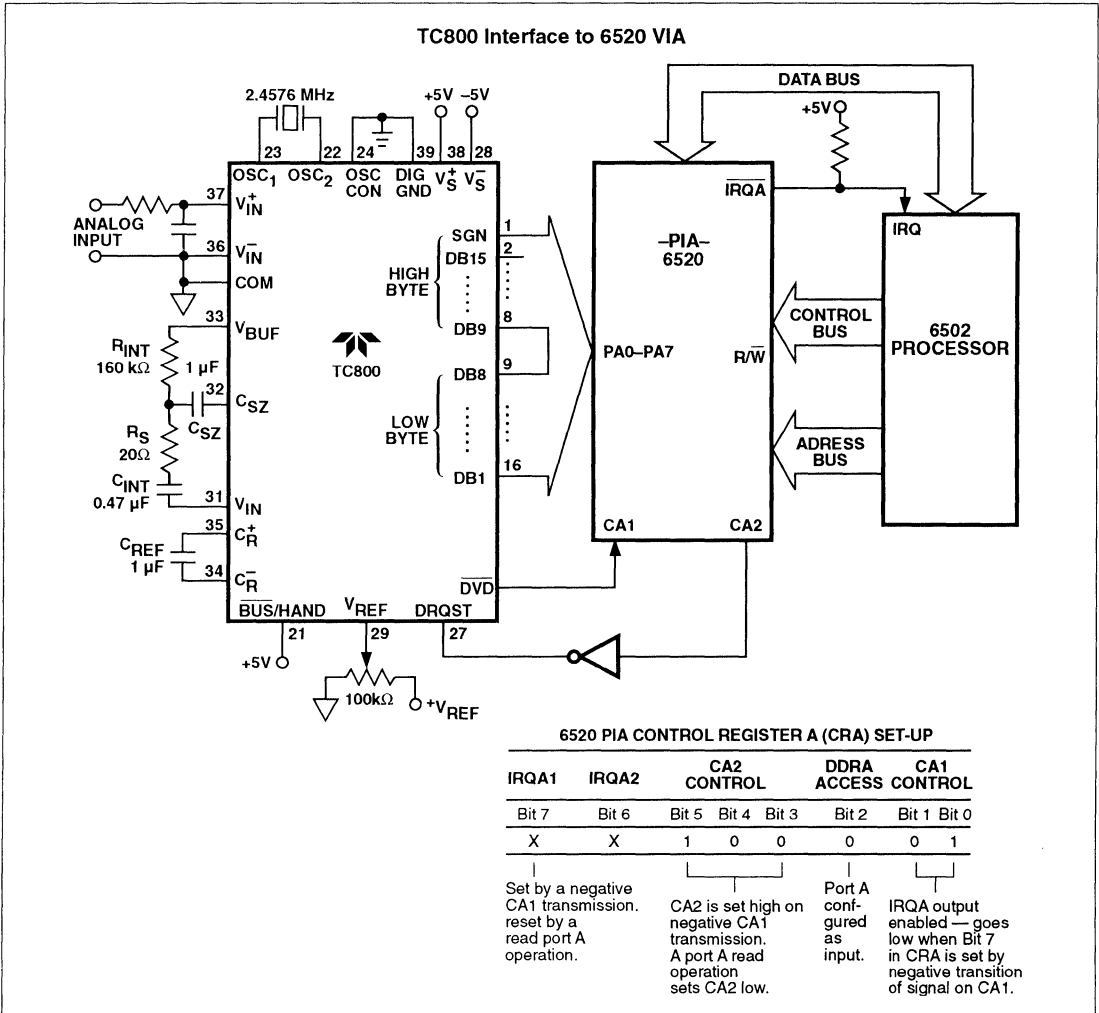 TC800 Interface to 6520 VIA
DATA BUS
2.4576 MHz
+5V –5V
+5V
23 22 24 39 38 28
OSC1 OSC2 OSC CON DIG GND VS+ VS–
37 VIN+
ANALOG INPUT
36 VIN–
COM
33 VBUF
RINT
160 kΩ
1 µF
32 CSZ
CSZ
RS
20Ω
CINT
0.47 µF
31 VIN
35 CR+
CREF
1 µF
34 CR–
TC800
HIGH BYTE
SGN 1
DB15 2
DB9 8
DB8 9
LOW BYTE
DB1 16
DVD
BUS/HAND VREF DRQST
21 29 27
+5V
100kΩ
+VREF
IRQA
–PIA–
6520
PA0–PA7
R/W
CA1 CA2
IRQ
CONTROL BUS
6502
PROCESSOR
ADRESS BUS
6520 PIA CONTROL REGISTER A (CRA) SET-UP
IRQA1 IRQA2 CA2 CONTROL DDRA ACCESS CA1 CONTROL
Bit 7 Bit 6 Bit 5 Bit 4 Bit 3 Bit 2 Bit 1 Bit 0
X X 1 0 0 0 0 1
Set by a negative
CA1 transmission.
reset by a
read port A
operation.
CA2 is set high on
negative CA1
transmission.
A port A read
operation
sets CA2 low.
Port A
conf-
gured
as
input.
IRQA output
enabled — goes
low when Bit 7
in CRA is set by
negative transition
of signal on CA1.